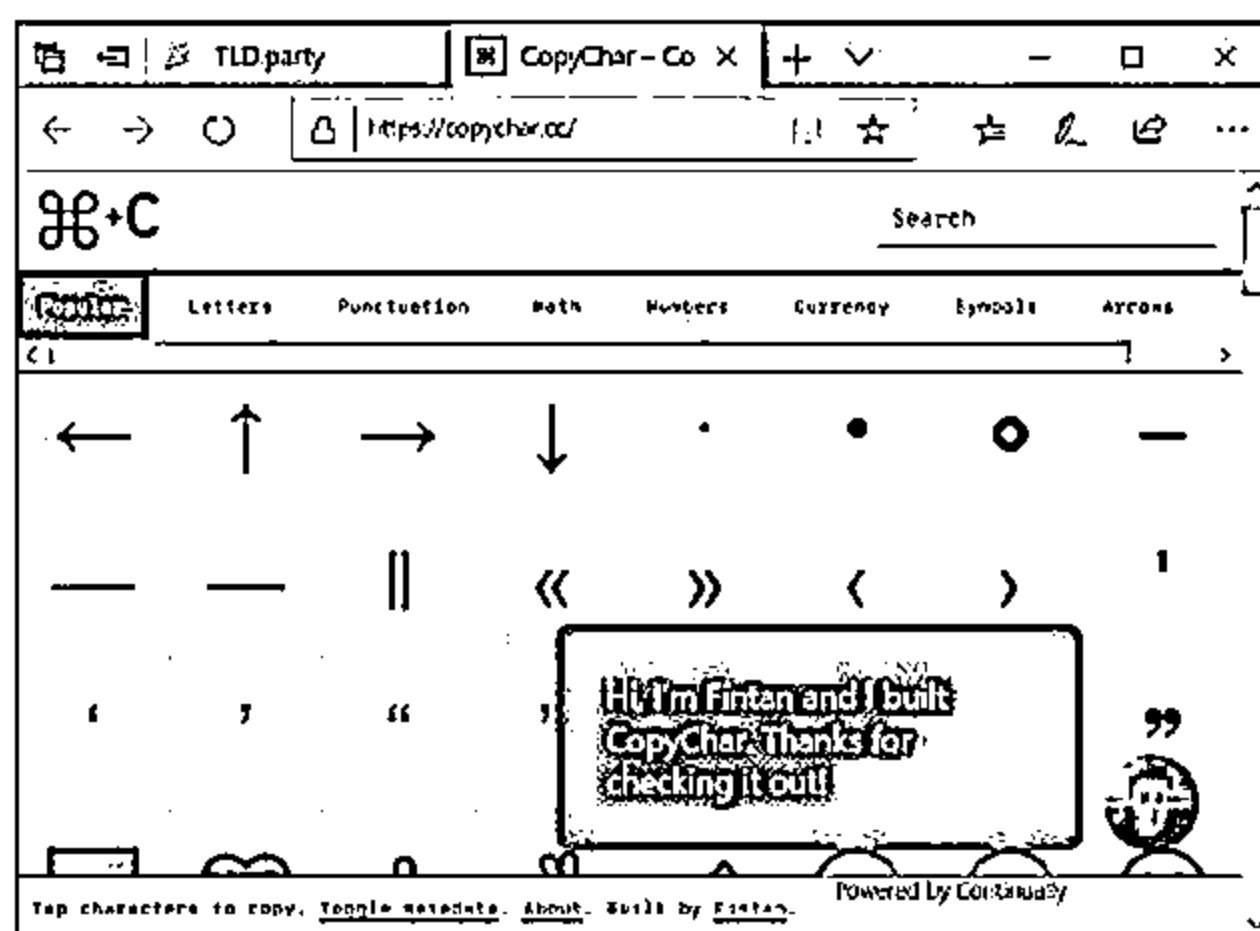 TLD.party
CopyChar – Co
https://copychar.cc/
⌘+C
Search
Popular Letters Punctuation Math Numbers Currency Symbols Arrows
← ↑ → ↓ · • —
— — ‖ « » ‹ › '
‘ ’ “ ”
Hi, I'm Fintan and I built
CopyChar. Thanks for
checking it out!
Powered by Continually
Tap characters to copy. Toggle metadata. About. Built by Fintan.